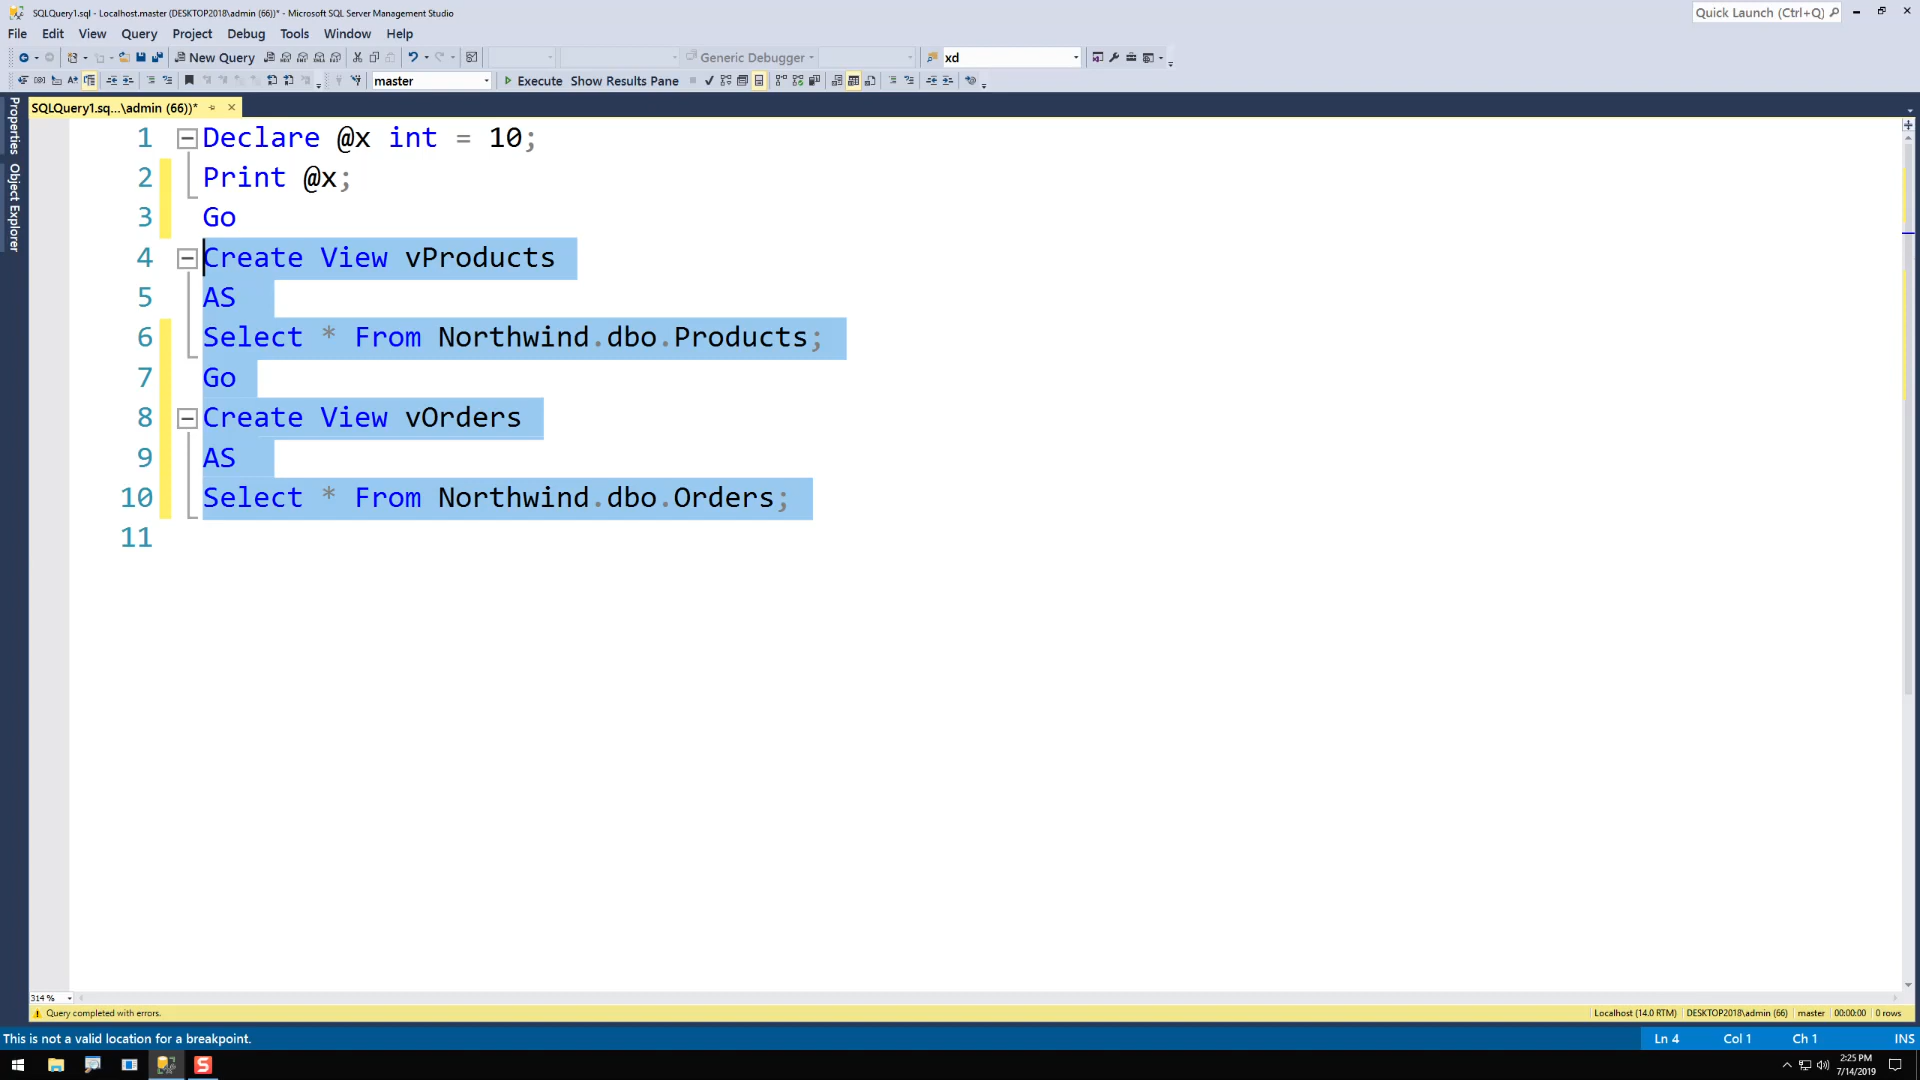 SQLQuery1.sql - Localhost.master (DESKTOP2018\admin (66))* - Microsoft SQL Server Management Studio
Quick Launch (Ctrl+Q)
File Edit View Query Project Debug Tools Window Help
New Query Generic Debugger xd
master Execute Show Results Pane
SQLQuery1.sq...\admin (66))*
Properties
Object Explorer
1 Declare @x int = 10;
2 Print @x;
3 Go
4 Create View vProducts
5 AS
6 Select * From Northwind.dbo.Products;
7 Go
8 Create View vOrders
9 AS
10 Select * From Northwind.dbo.Orders;
11
314 %
Query completed with errors. Localhost (14.0 RTM) DESKTOP2018\admin (66) master 00:00:00 0 rows
This is not a valid location for a breakpoint. Ln 4 Col 1 Ch 1 INS
2:25 PM
7/14/2019